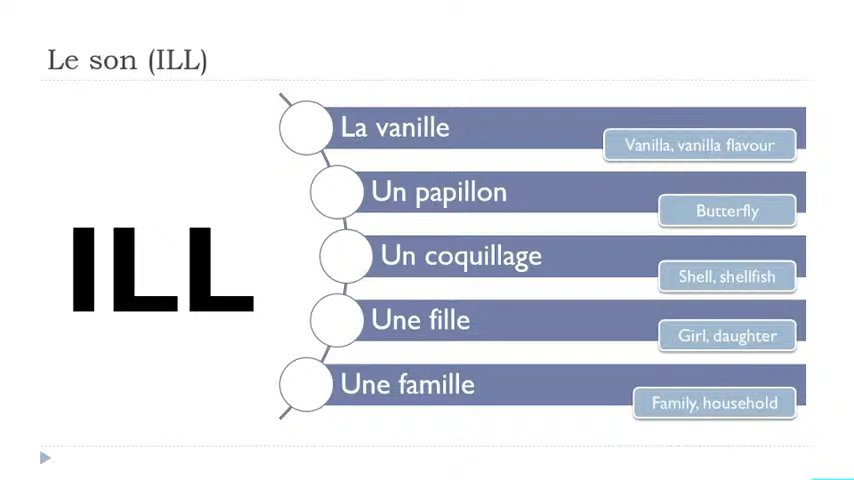 Le son (ILL)
ILL
La vanille
Vanilla, vanilla flavour
Un papillon
Butterfly
Un coquillage
Shell, shellfish
Une fille
Girl, daughter
Une famille
Family, household